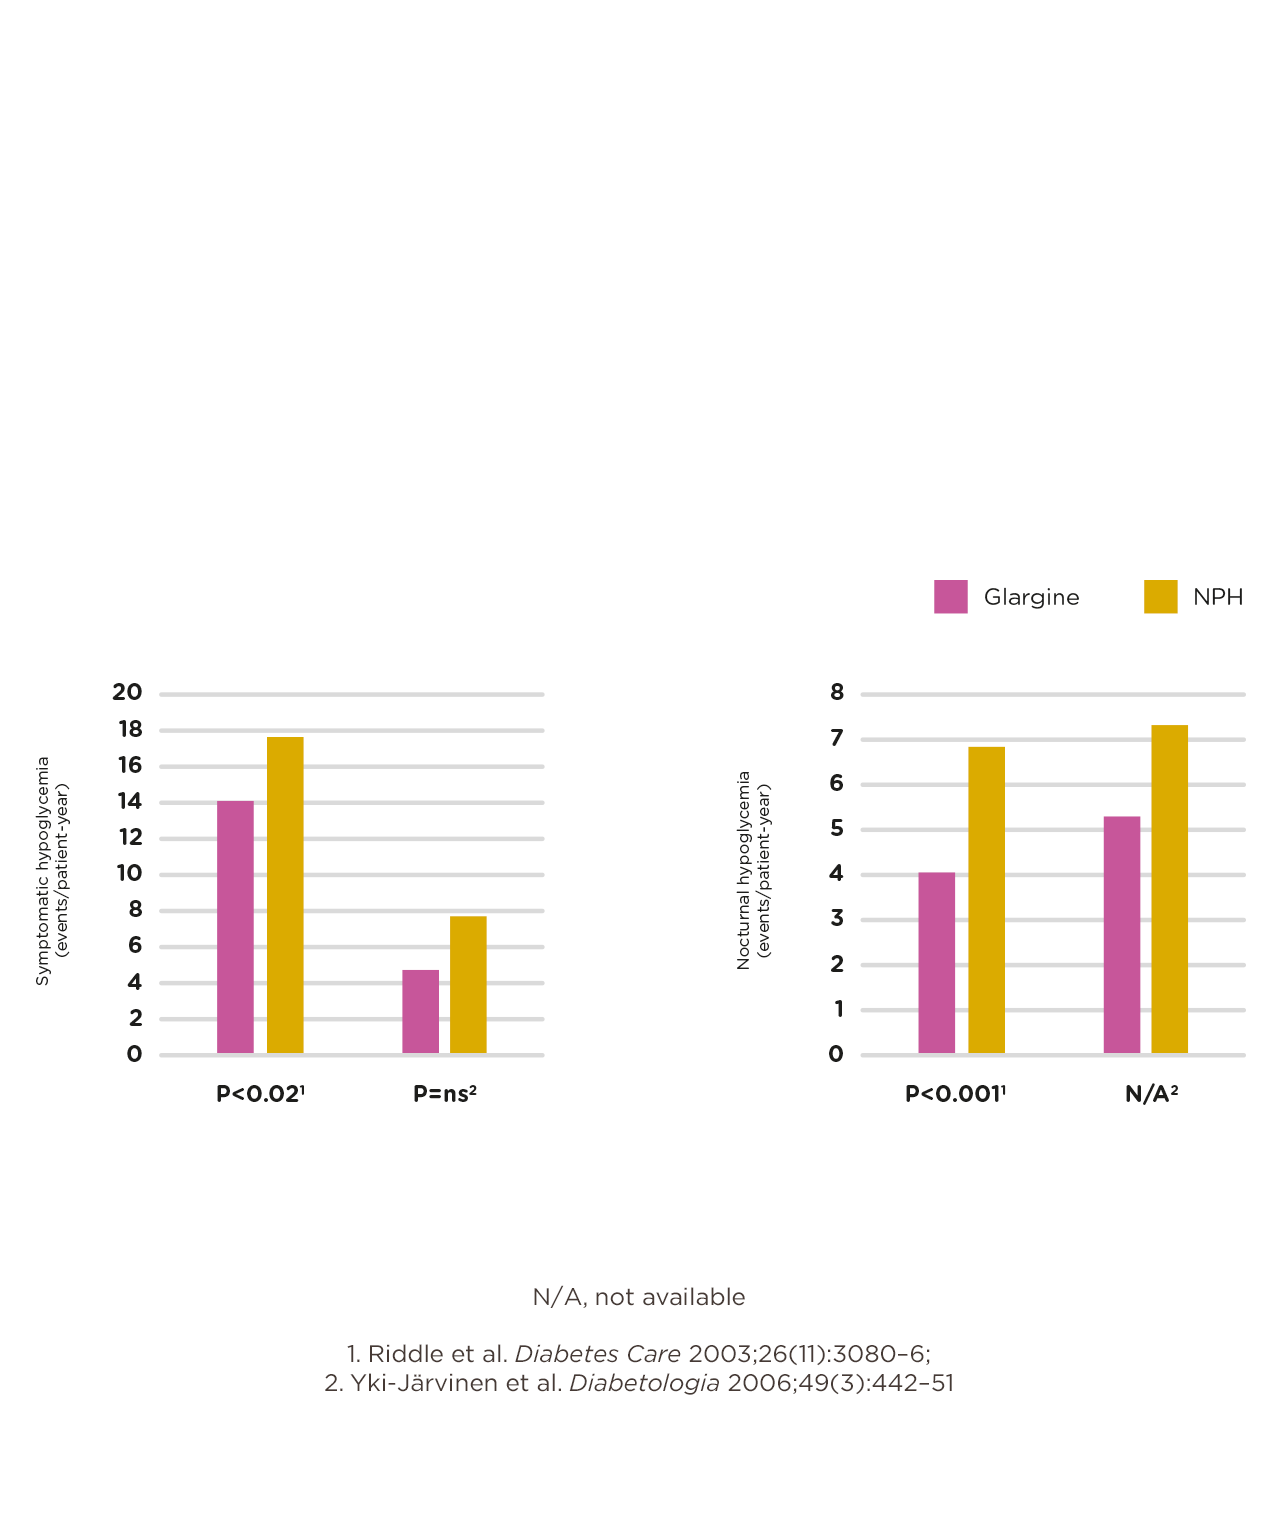 Glargine
NPH
Symptomatic hypoglycemia
(events/patient-year)
20
18
16
14
12
10
8
6
4
2
0
P<0.02¹
P=ns²
Nocturnal hypoglycemia
(events/patient-year)
8
7
6
5
4
3
2
1
0
P<0.001¹
N/A²
N/A, not available
1. Riddle et al. Diabetes Care 2003;26(11):3080–6;
2. Yki-Järvinen et al. Diabetologia 2006;49(3):442–51